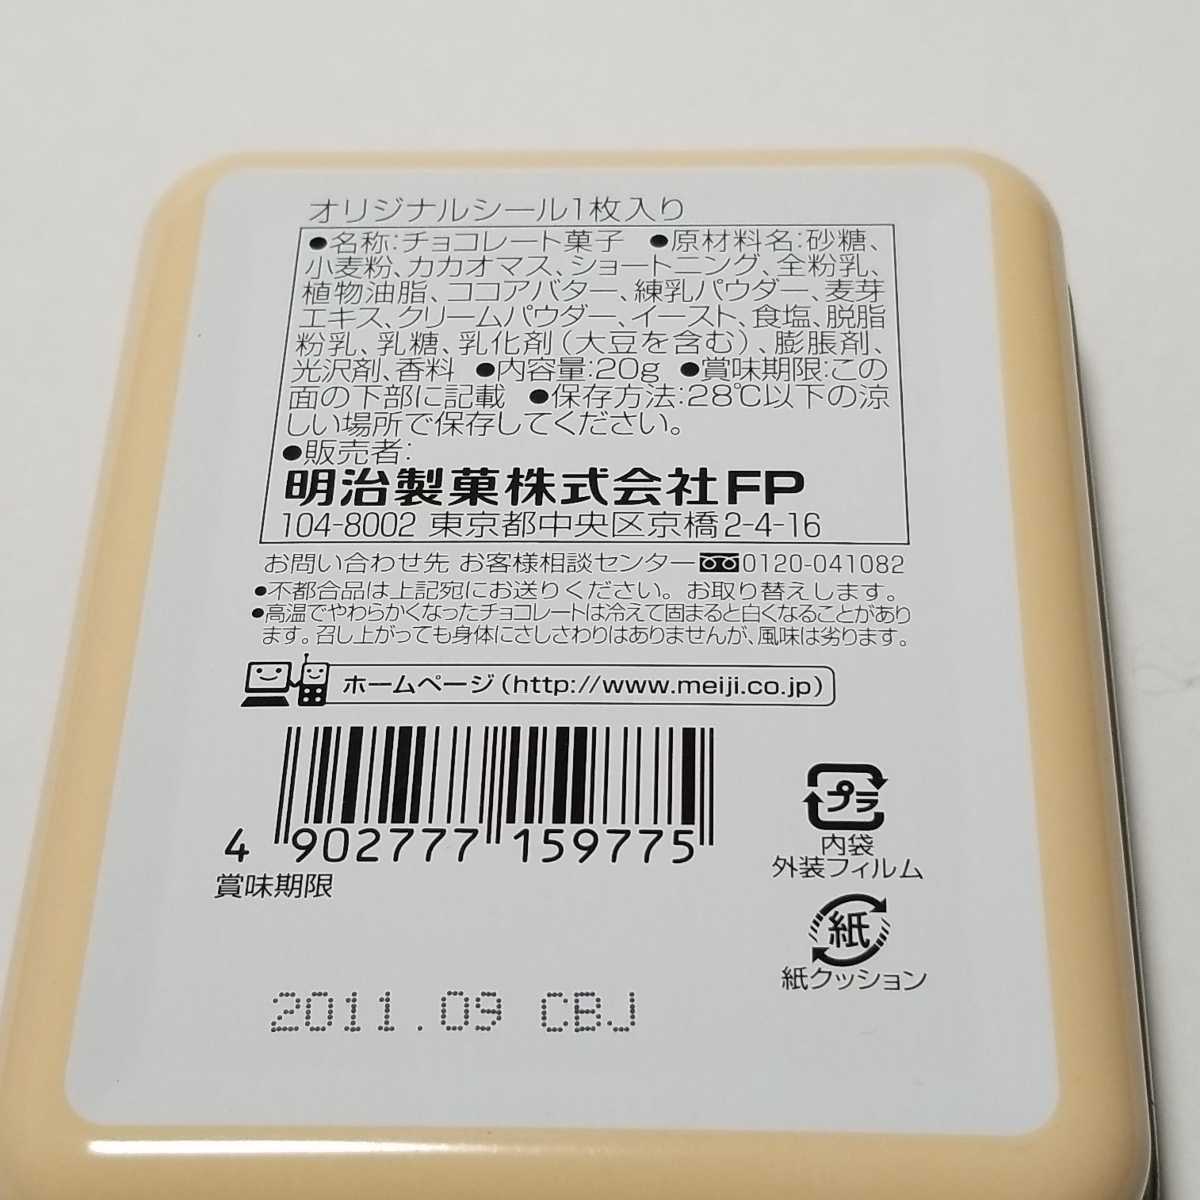 オリジナルシール1枚入り
●名称:チョコレート菓子 ●原材料名:砂糖、
小麦粉、カカオマス、ショートニング、全粉乳、
植物油脂、ココアバター、練乳パウダー、麦芽
エキス、クリームパウダー、イースト、食塩、脱脂
粉乳、乳糖、乳化剤(大豆を含む)、膨脹剤、
光沢剤、香料 ●内容量:20g ●賞味期限:この
面の下部に記載 ●保存方法:28℃以下の涼
しい場所で保存してください。
●販売者:
明治製菓株式会社FP
104-8002 東京都中央区京橋2-4-16
お問い合わせ先 お客様相談センター 0120-041082
●不都合品は上記宛にお送りください。お取り替えします。
●高温でやわらかくなったチョコレートは冷えて固まると白くなることがあり
ます。召し上がっても身体にさしさわりはありませんが、風味は劣ります。
ホームページ(http://www.meiji.co.jp)
4 902777 159775
賞味期限
2011.09 CBJ
プラ
内袋
外装フィルム
紙
紙クッション